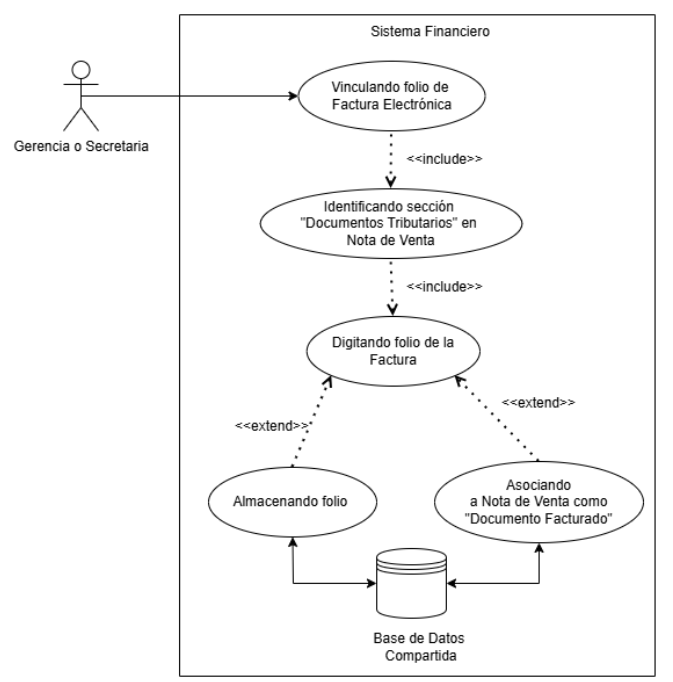 Sistema Financiero
Vinculando folio de
Factura Electrónica
Gerencia o Secretaria
<<include>>
Identificando sección
"Documentos Tributarios" en
Nota de Venta
<<include>>
Digitando folio de la
Factura
<<extend>>
<<extend>>
Almacenando folio
Asociando
a Nota de Venta como
"Documento Facturado"
Base de Datos
Compartida